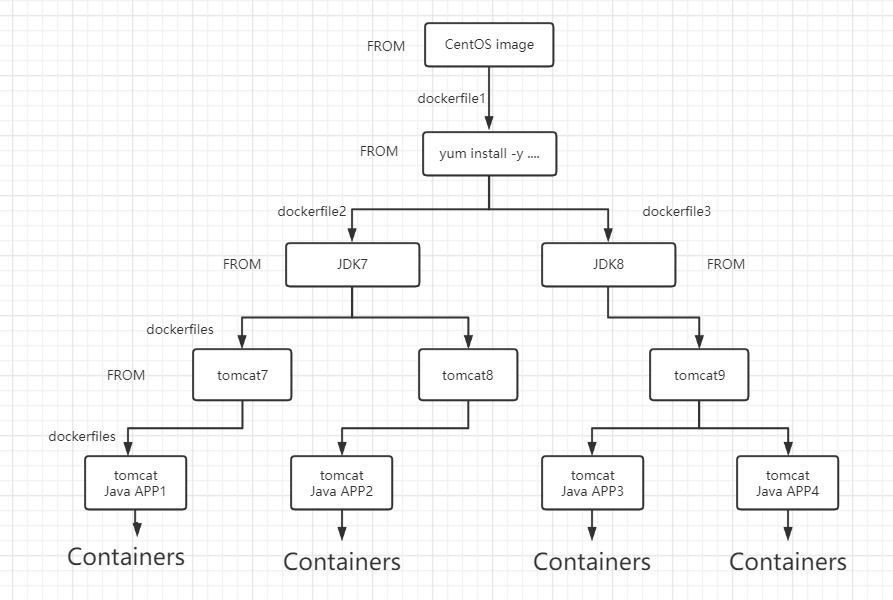 FROM
CentOS image
dockerfile1
FROM
yum install -y ....
dockerfile2
dockerfile3
FROM
JDK7
JDK8
FROM
dockerfiles
FROM
tomcat7
tomcat8
tomcat9
dockerfiles
tomcat
Java APP1
tomcat
Java APP2
tomcat
Java APP3
tomcat
Java APP4
Containers
Containers
Containers
Containers